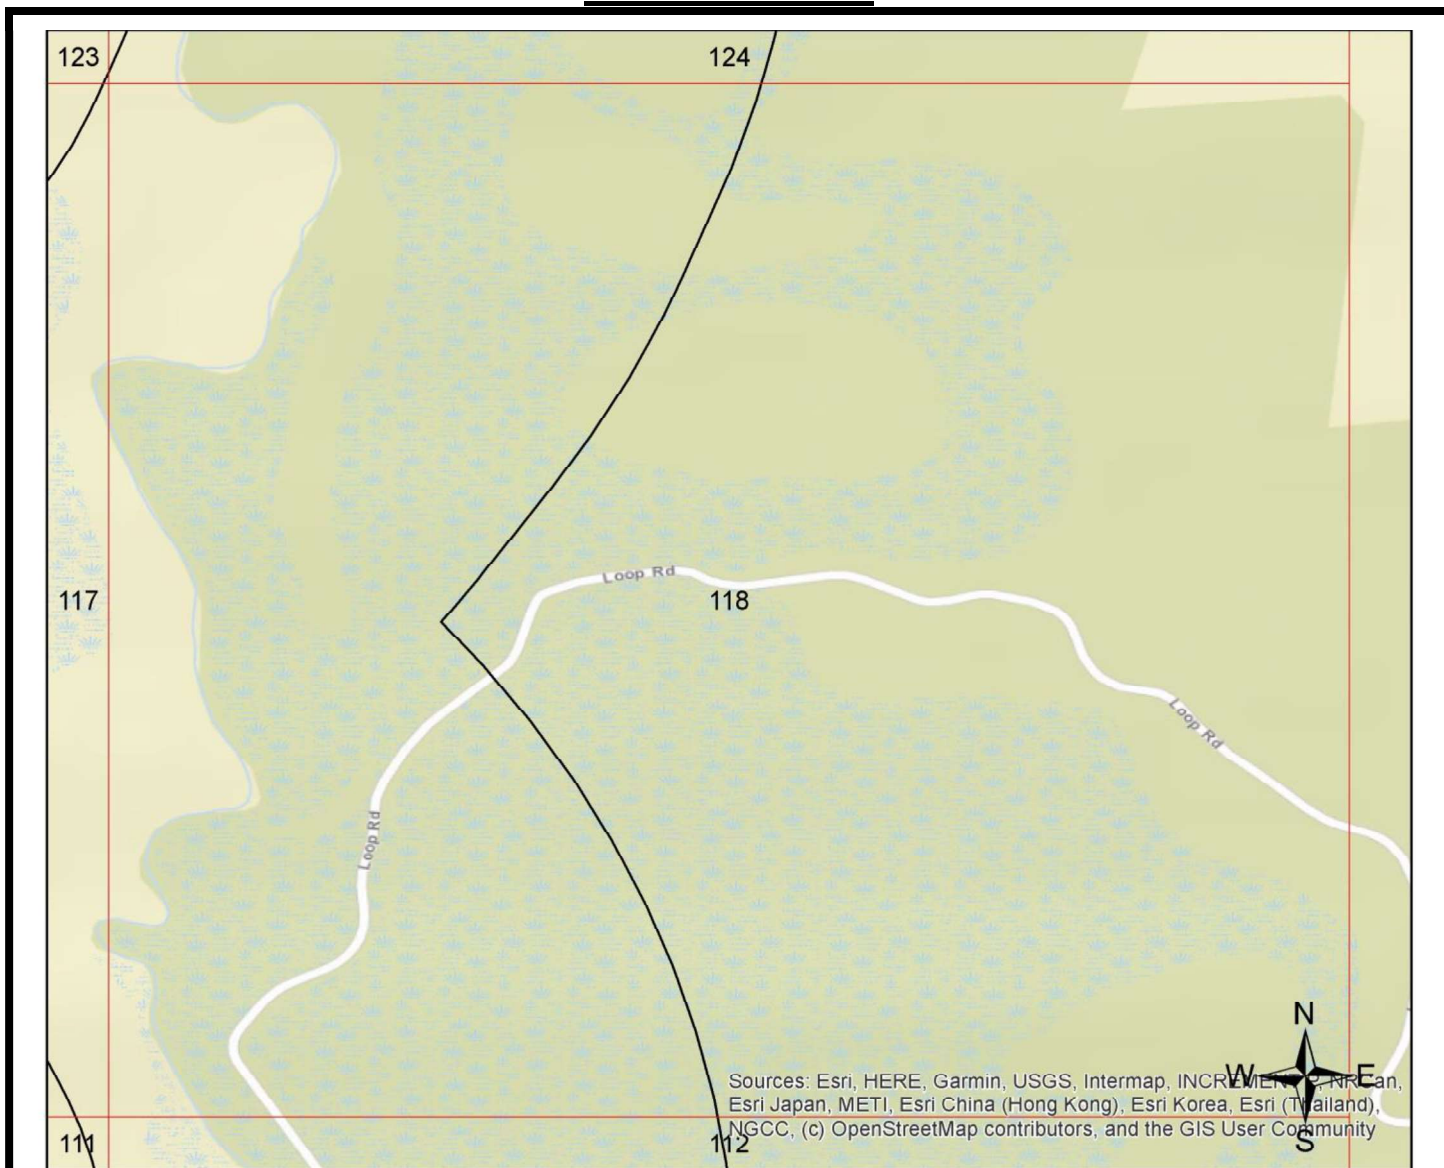 123
124
Loop Rd
117
118
Loop Rd
Loop Rd
N
W
E
S
Sources: Esri, HERE, Garmin, USGS, Intermap, INCREMENT P, NRCan,
Esri Japan, METI, Esri China (Hong Kong), Esri Korea, Esri (Thailand),
NGCC, (c) OpenStreetMap contributors, and the GIS User Community
111
112